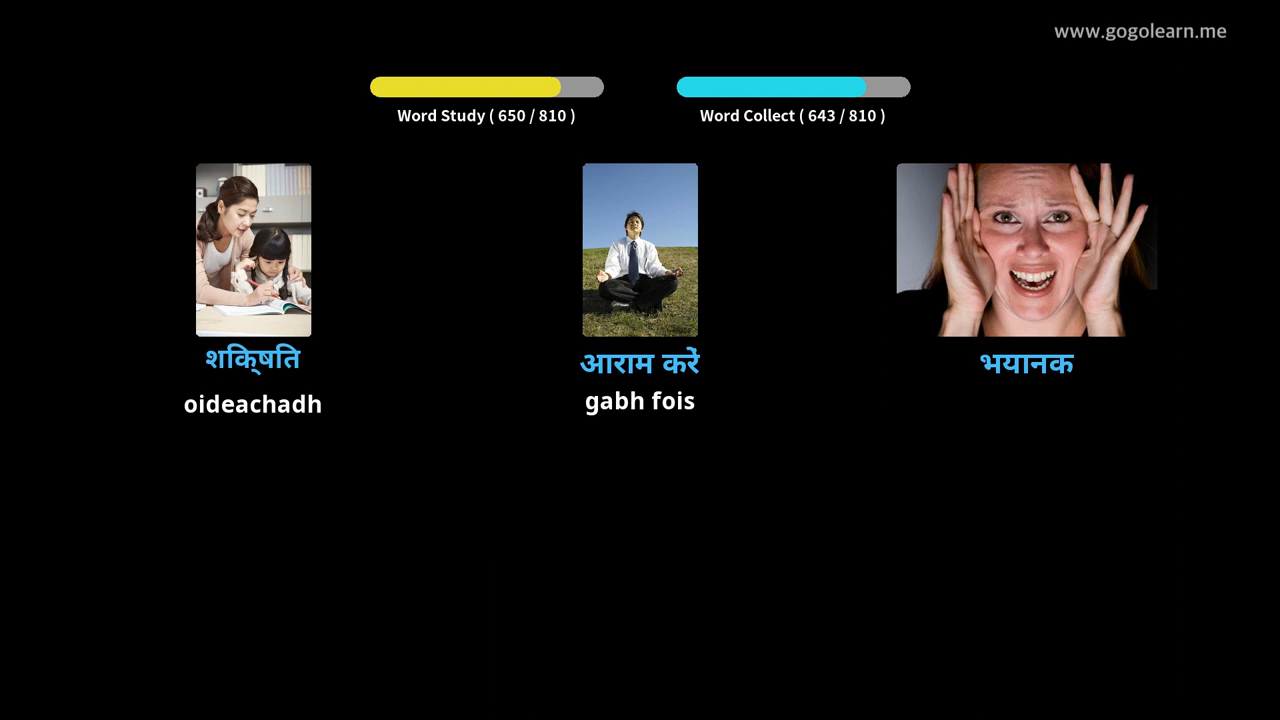 www.gogolearn.me
Word Study ( 650 / 810 )
Word Collect ( 643 / 810 )
शक्षिति
आराम करें
भयानक
oideachadh
gabh fois